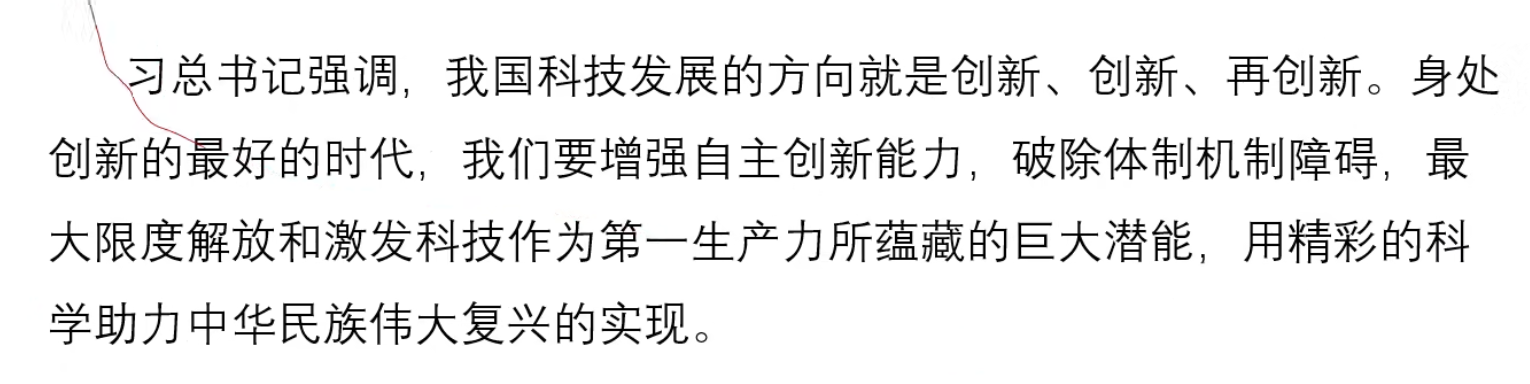 习总书记强调，我国科技发展的方向就是创新、创新、再创新。身处
创新的最好的时代，我们要增强自主创新能力，破除体制机制障碍，最
大限度解放和激发科技作为第一生产力所蕴藏的巨大潜能，用精彩的科
学助力中华民族伟大复兴的实现。